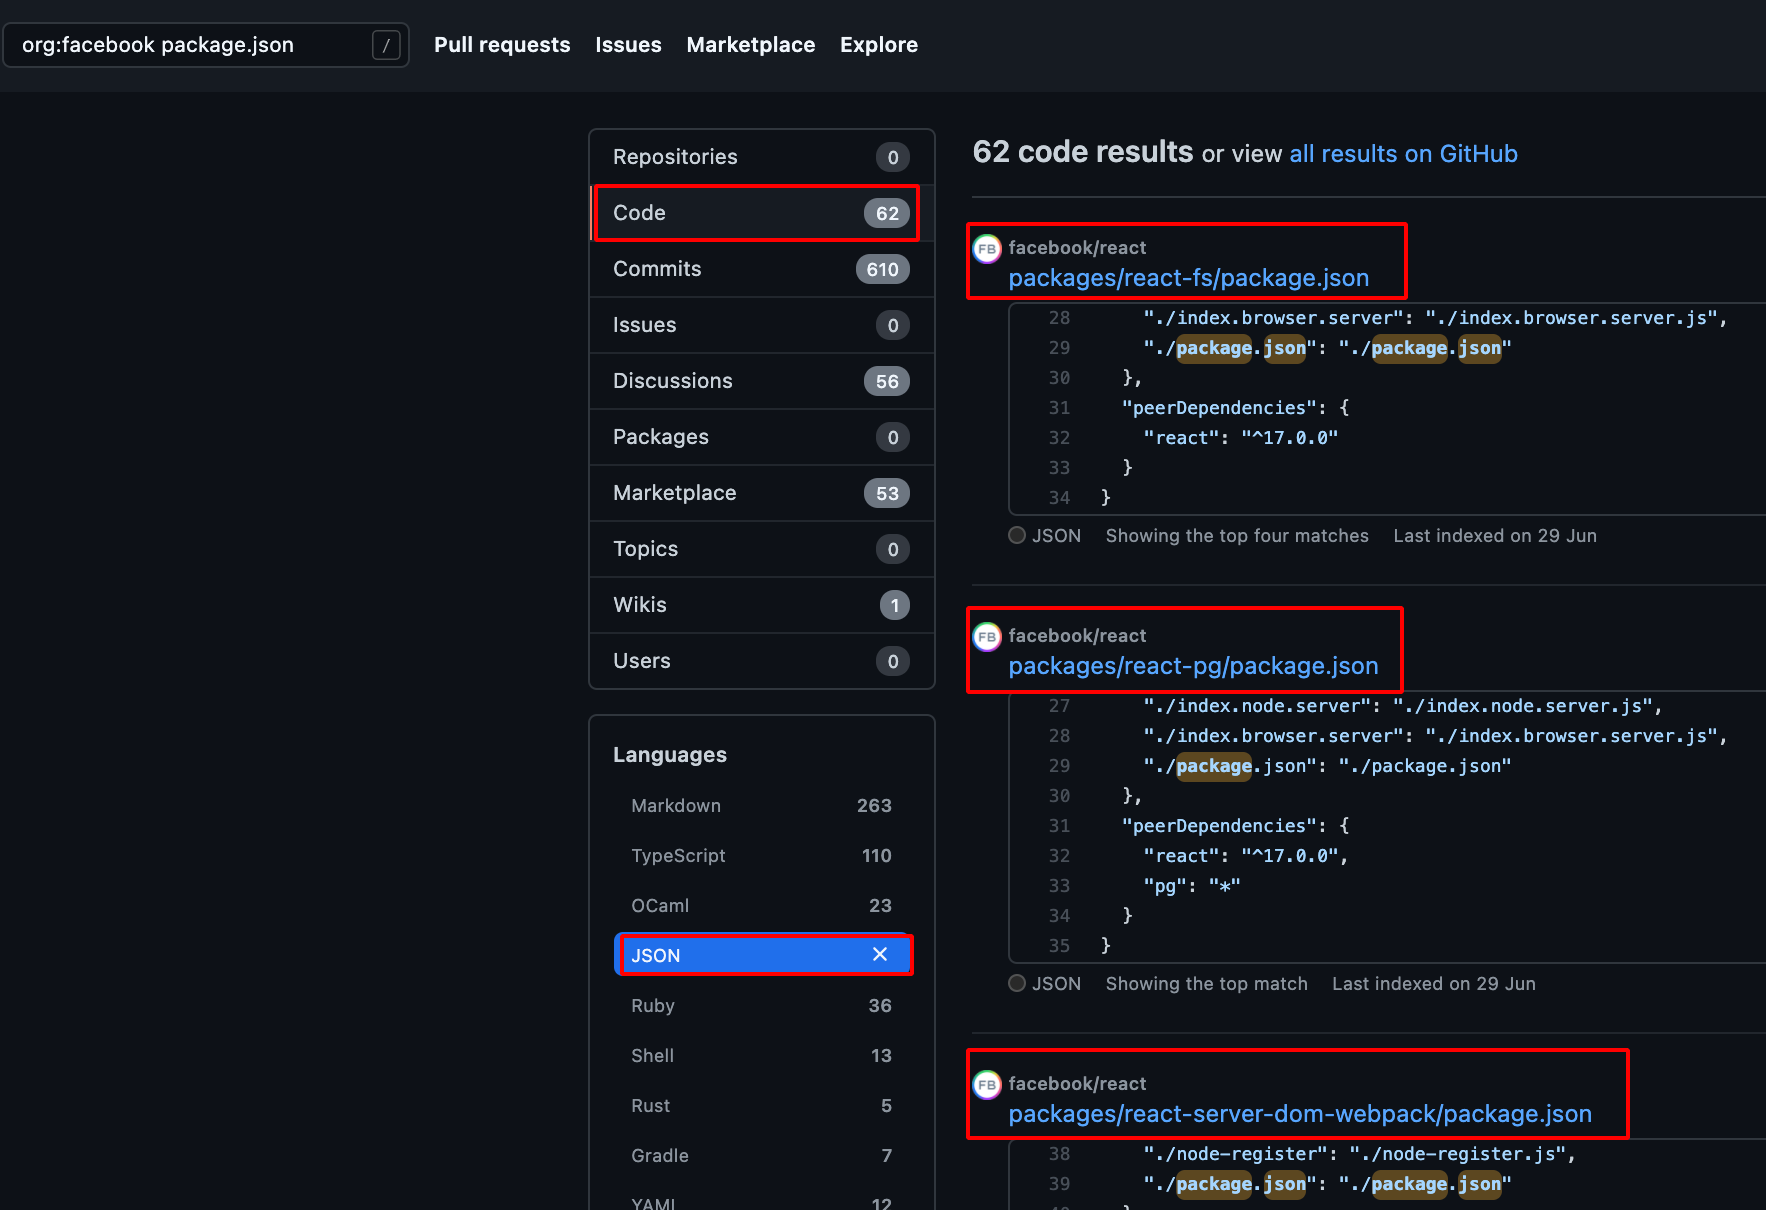 org:facebook package.json /
Pull requests Issues Marketplace Explore
Repositories 0
Code 62
Commits 610
Issues 0
Discussions 56
Packages 0
Marketplace 53
Topics 0
Wikis 1
Users 0
Languages
Markdown 263
TypeScript 110
OCaml 23
JSON ✕
Ruby 36
Shell 13
Rust 5
Gradle 7
YAML 12
62 code results or view all results on GitHub
FB facebook/react
packages/react-fs/package.json
28 "./index.browser.server": "./index.browser.server.js",
29 "./package.json": "./package.json"
30 },
31 "peerDependencies": {
32 "react": "^17.0.0"
33 }
34 }
JSON Showing the top four matches Last indexed on 29 Jun
FB facebook/react
packages/react-pg/package.json
27 "./index.node.server": "./index.node.server.js",
28 "./index.browser.server": "./index.browser.server.js",
29 "./package.json": "./package.json"
30 },
31 "peerDependencies": {
32 "react": "^17.0.0",
33 "pg": "*"
34 }
35 }
JSON Showing the top match Last indexed on 29 Jun
FB facebook/react
packages/react-server-dom-webpack/package.json
38 "./node-register": "./node-register.js",
39 "./package.json": "./package.json"